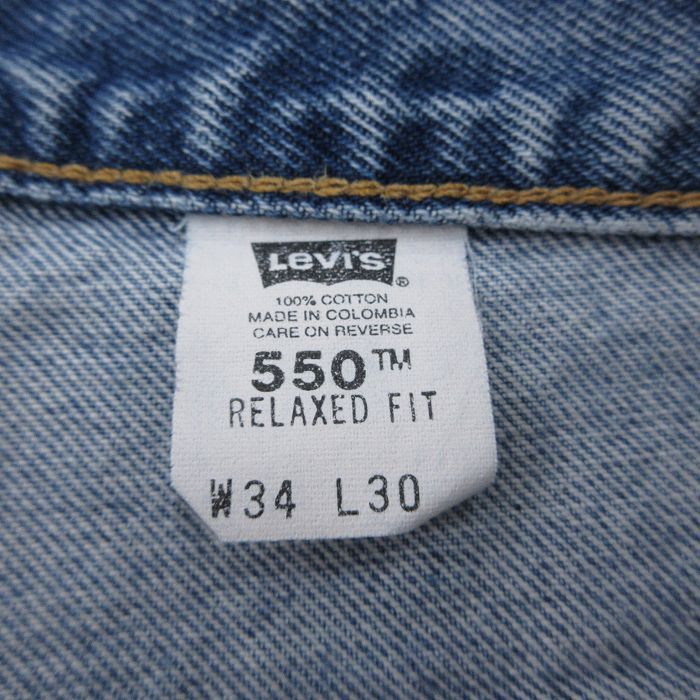 Levi's ®
100% COTTON
MADE IN COLOMBIA
CARE ON REVERSE
550™
RELAXED FIT
W34 L30